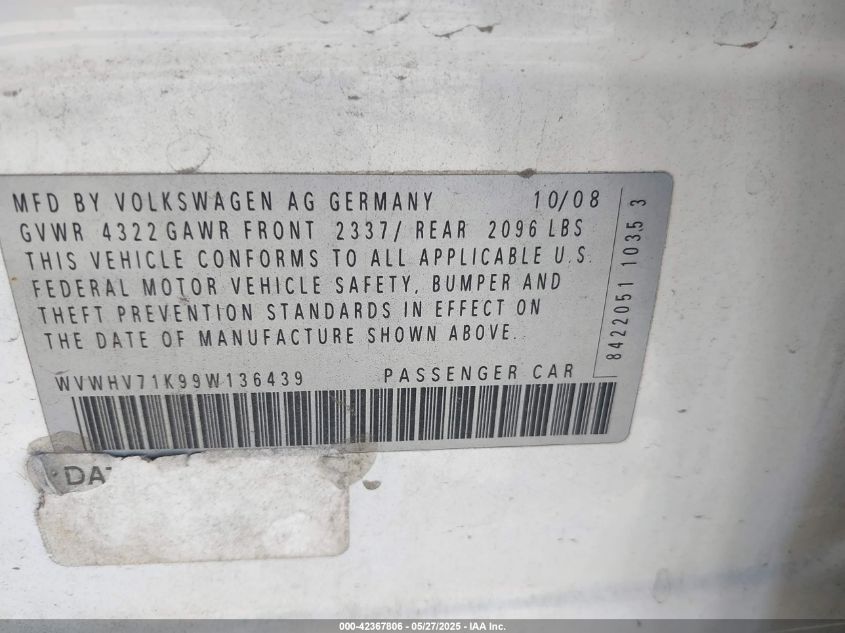 MFD BY VOLKSWAGEN AG GERMANY 10/08
GVWR 4322 GAWR FRONT 2337/ REAR 2096 LBS
THIS VEHICLE CONFORMS TO ALL APPLICABLE U.S.
FEDERAL MOTOR VEHICLE SAFETY, BUMPER AND
THEFT PREVENTION STANDARDS IN EFFECT ON
THE DATE OF MANUFACTURE SHOWN ABOVE.
WVWHV71K99W136439 PASSENGER CAR
8422051 1035 3
DAT
000-42367806 - 05/27/2025 - IAA Inc.